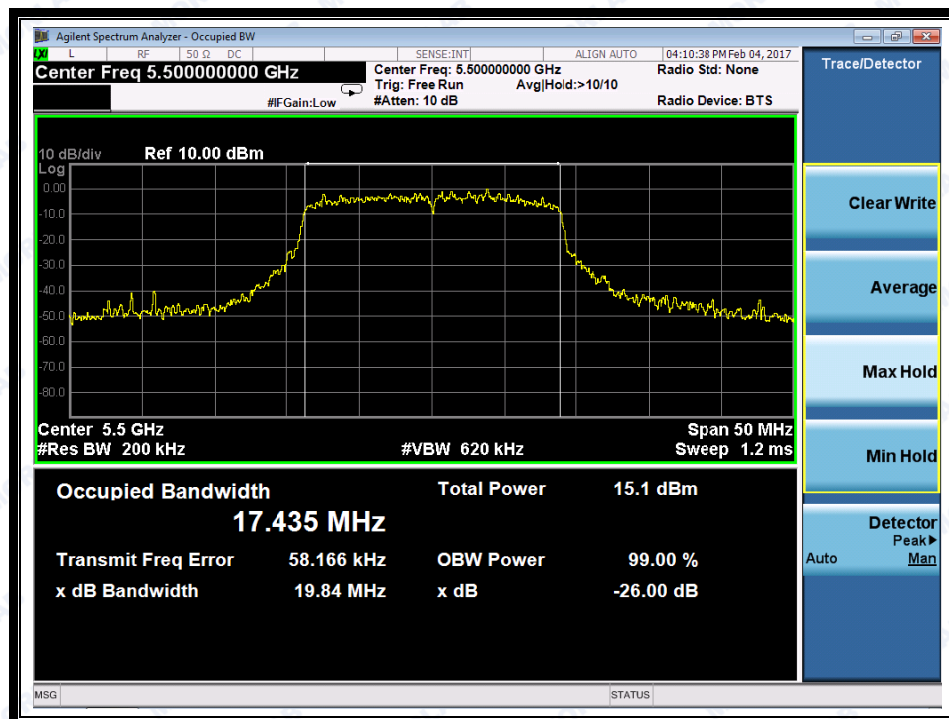 Agilent Spectrum Analyzer - Occupied BW
LXI L RF 50 Ω DC SENSE:INT ALIGN AUTO 04:10:38 PM Feb 04, 2017
Center Freq 5.500000000 GHz
Center Freq: 5.500000000 GHz Radio Std: None
Trig: Free Run Avg|Hold:>10/10
#IFGain:Low #Atten: 10 dB Radio Device: BTS
10 dB/div Ref 10.00 dBm
Log
0.00
-10.0
-20.0
-30.0
-40.0
-50.0
-60.0
-70.0
-80.0
Center 5.5 GHz Span 50 MHz
#Res BW 200 kHz #VBW 620 kHz Sweep 1.2 ms
Occupied Bandwidth Total Power 15.1 dBm
17.435 MHz
Transmit Freq Error 58.166 kHz OBW Power 99.00 %
x dB Bandwidth 19.84 MHz x dB -26.00 dB
MSG STATUS
Trace/Detector
Clear Write
Average
Max Hold
Min Hold
Detector
Peak▶
Auto Man